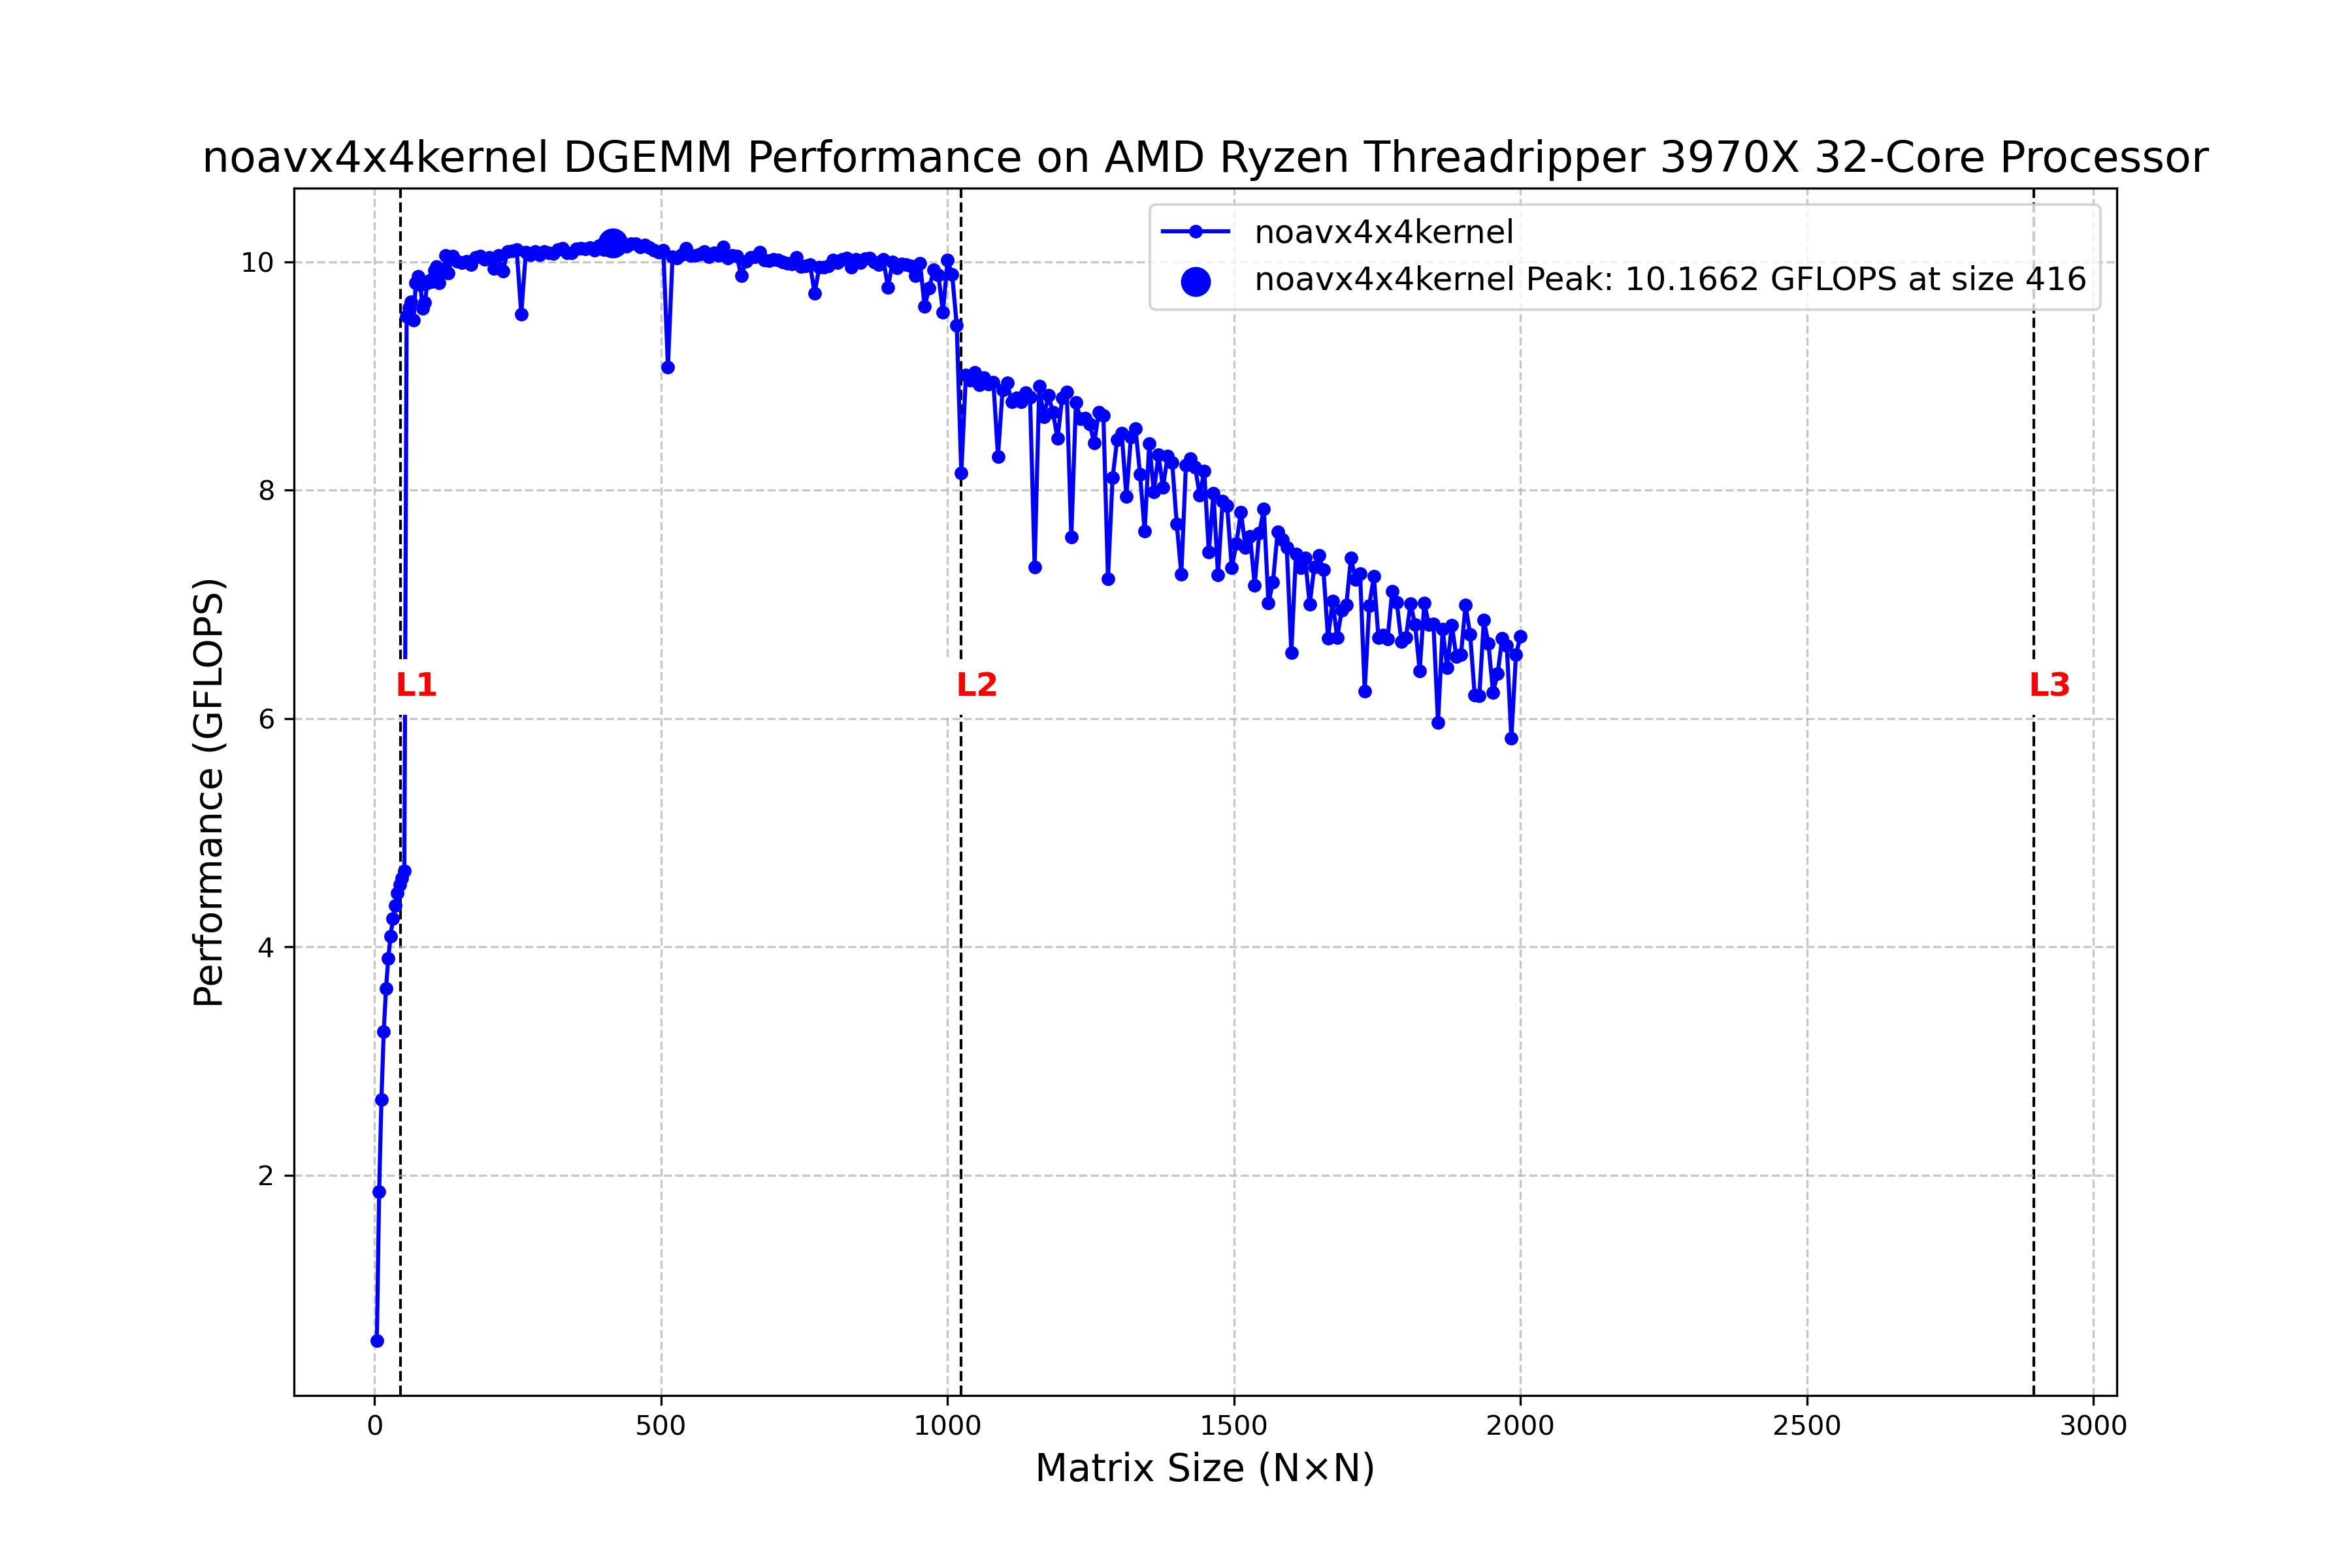 noavx4x4kernel DGEMM Performance on AMD Ryzen Threadripper 3970X 32-Core Processor
noavx4x4kernel
noavx4x4kernel Peak: 10.1662 GFLOPS at size 416
10
8
6
4
2
Performance (GFLOPS)
L1
L2
L3
0
500
1000
1500
2000
2500
3000
Matrix Size (N×N)